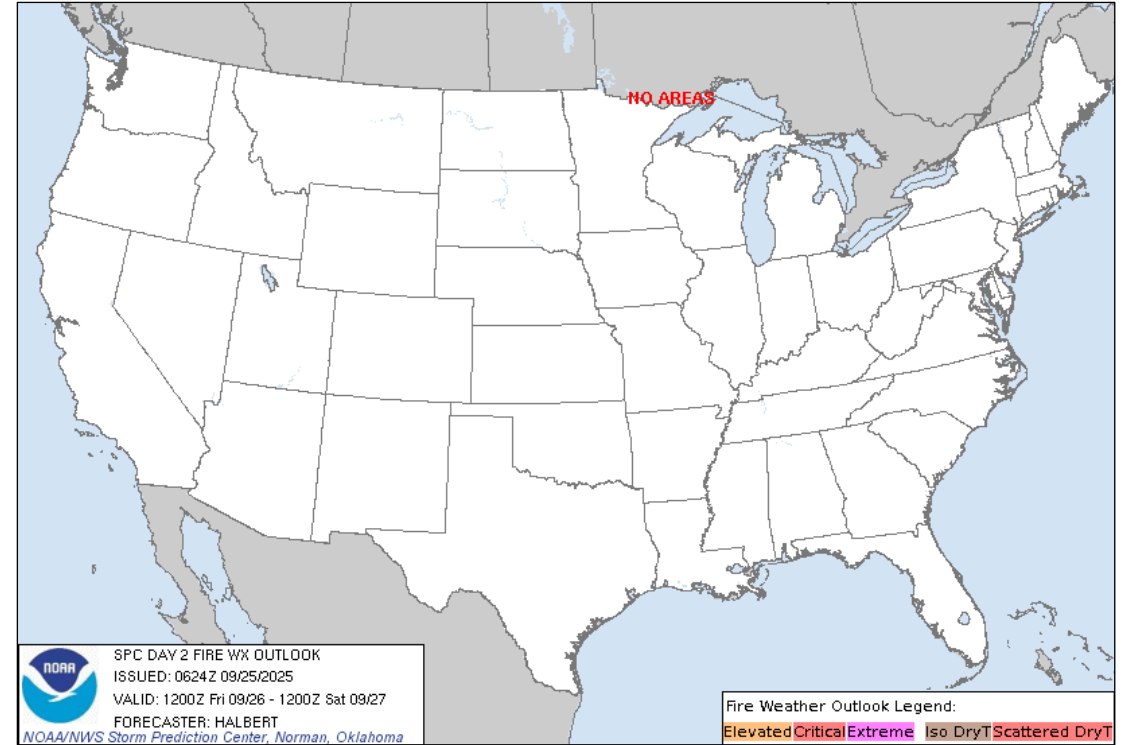 NO AREAS
NOAA
SPC DAY 2 FIRE WX OUTLOOK
ISSUED: 0624Z 09/25/2025
VALID: 1200Z Fri 09/26 - 1200Z Sat 09/27
FORECASTER: HALBERT
NOAA/NWS Storm Prediction Center, Norman, Oklahoma
Fire Weather Outlook Legend:
Elevated Critical Extreme Iso DryT Scattered DryT